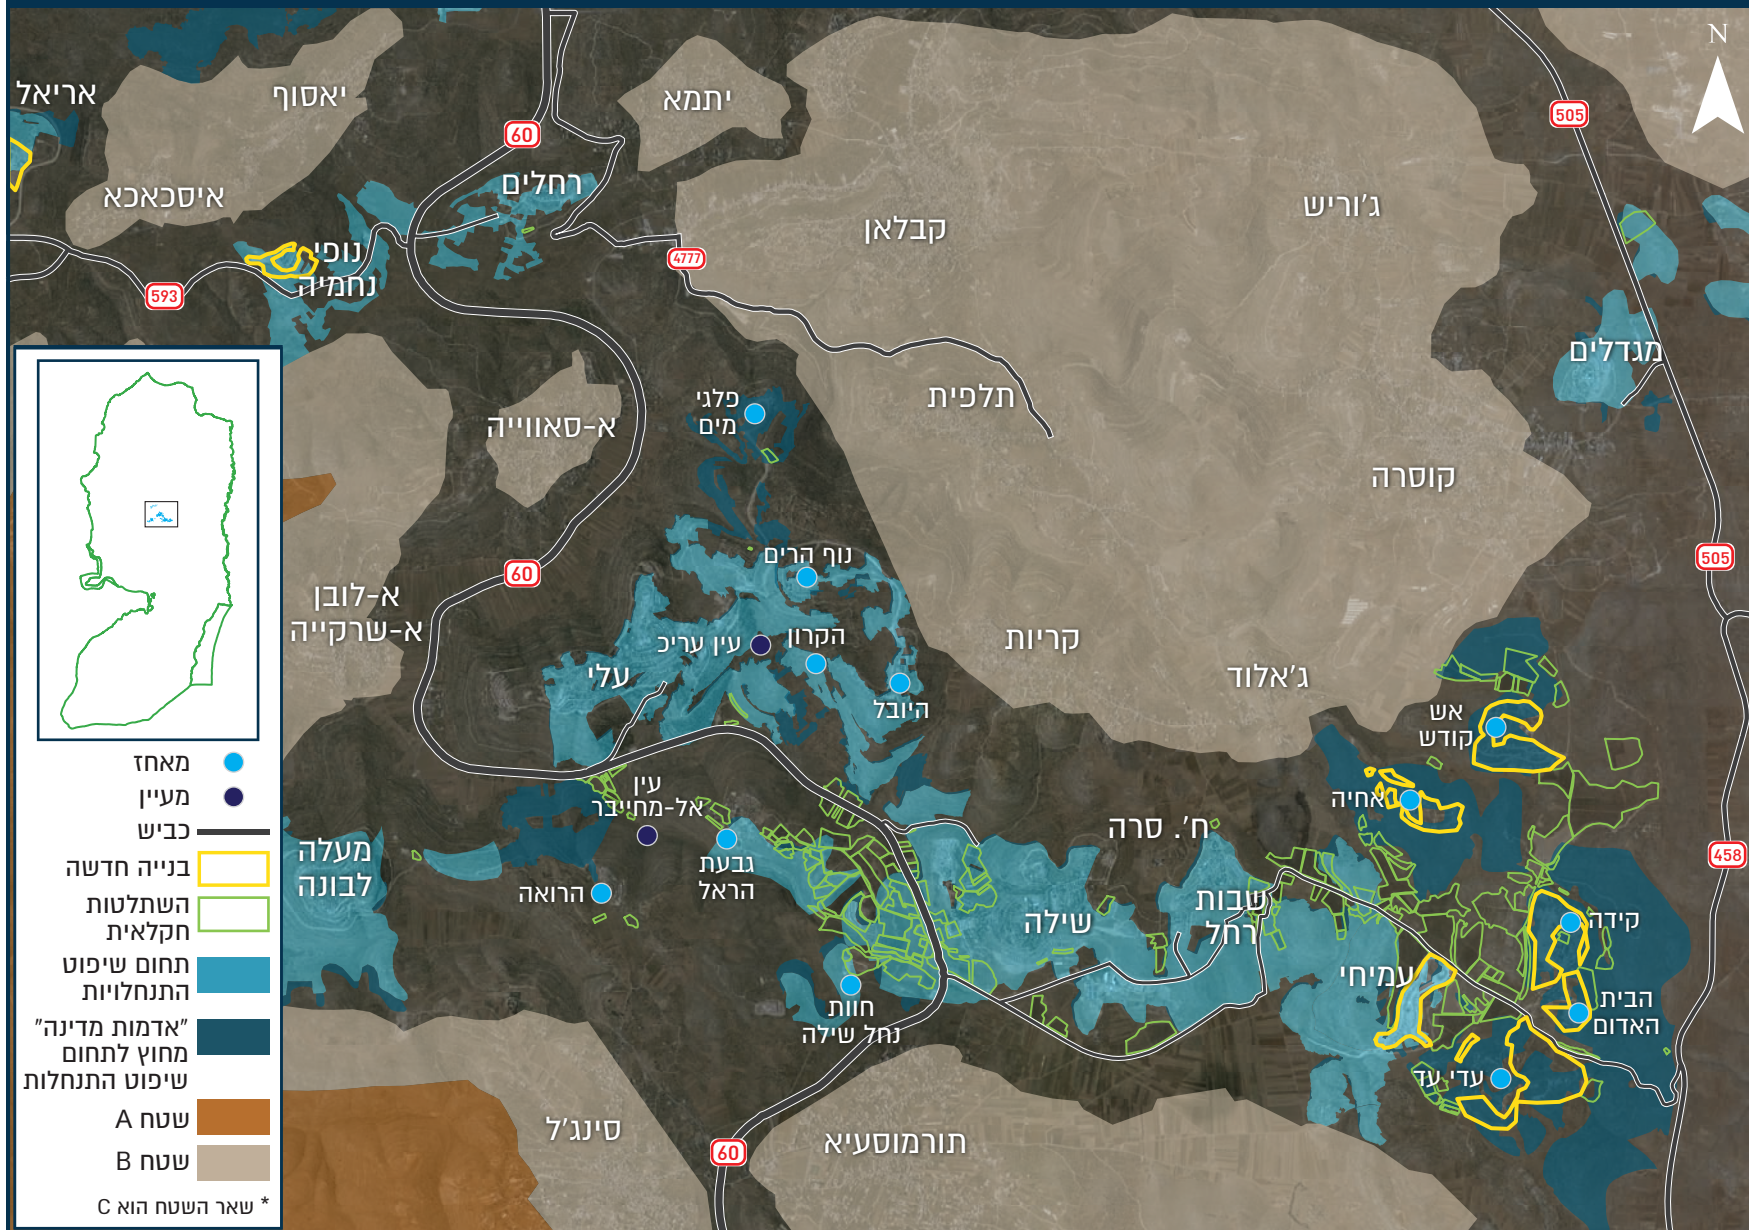 N
אריאל
יאסוף
יתמא
505
60
איסכאכא
רחלים
ג'וריש
קבלאן
נופי
נחמיה
4777
593
מגדלים
פלגי
מים
תלפית
א-סאווייה
קוסרה
נוף הרים
60
505
א-לובן
א-שרקייה
עין עריכ
הקרון
קריות
עלי
ג'אלוד
היובל
אש
קודש
עין
אל-מחייבר
אחיה
ח'. סרה
מעלה
לבונה
גבעת
הראל
458
הרואה
שבות
רחל
שילה
קידה
עמיחי
חוות
נחל שילה
הבית
האדום
עדי עד
סינג'ל
תורמוסעיא
60
מאחז
מעיין
כביש
בנייה חדשה
השתלטות
חקלאית
תחום שיפוט
התנחלויות
"אדמות מדינה"
מחוץ לתחום
שיפוט התנחלות
שטח A
שטח B
* שאר השטח הוא C